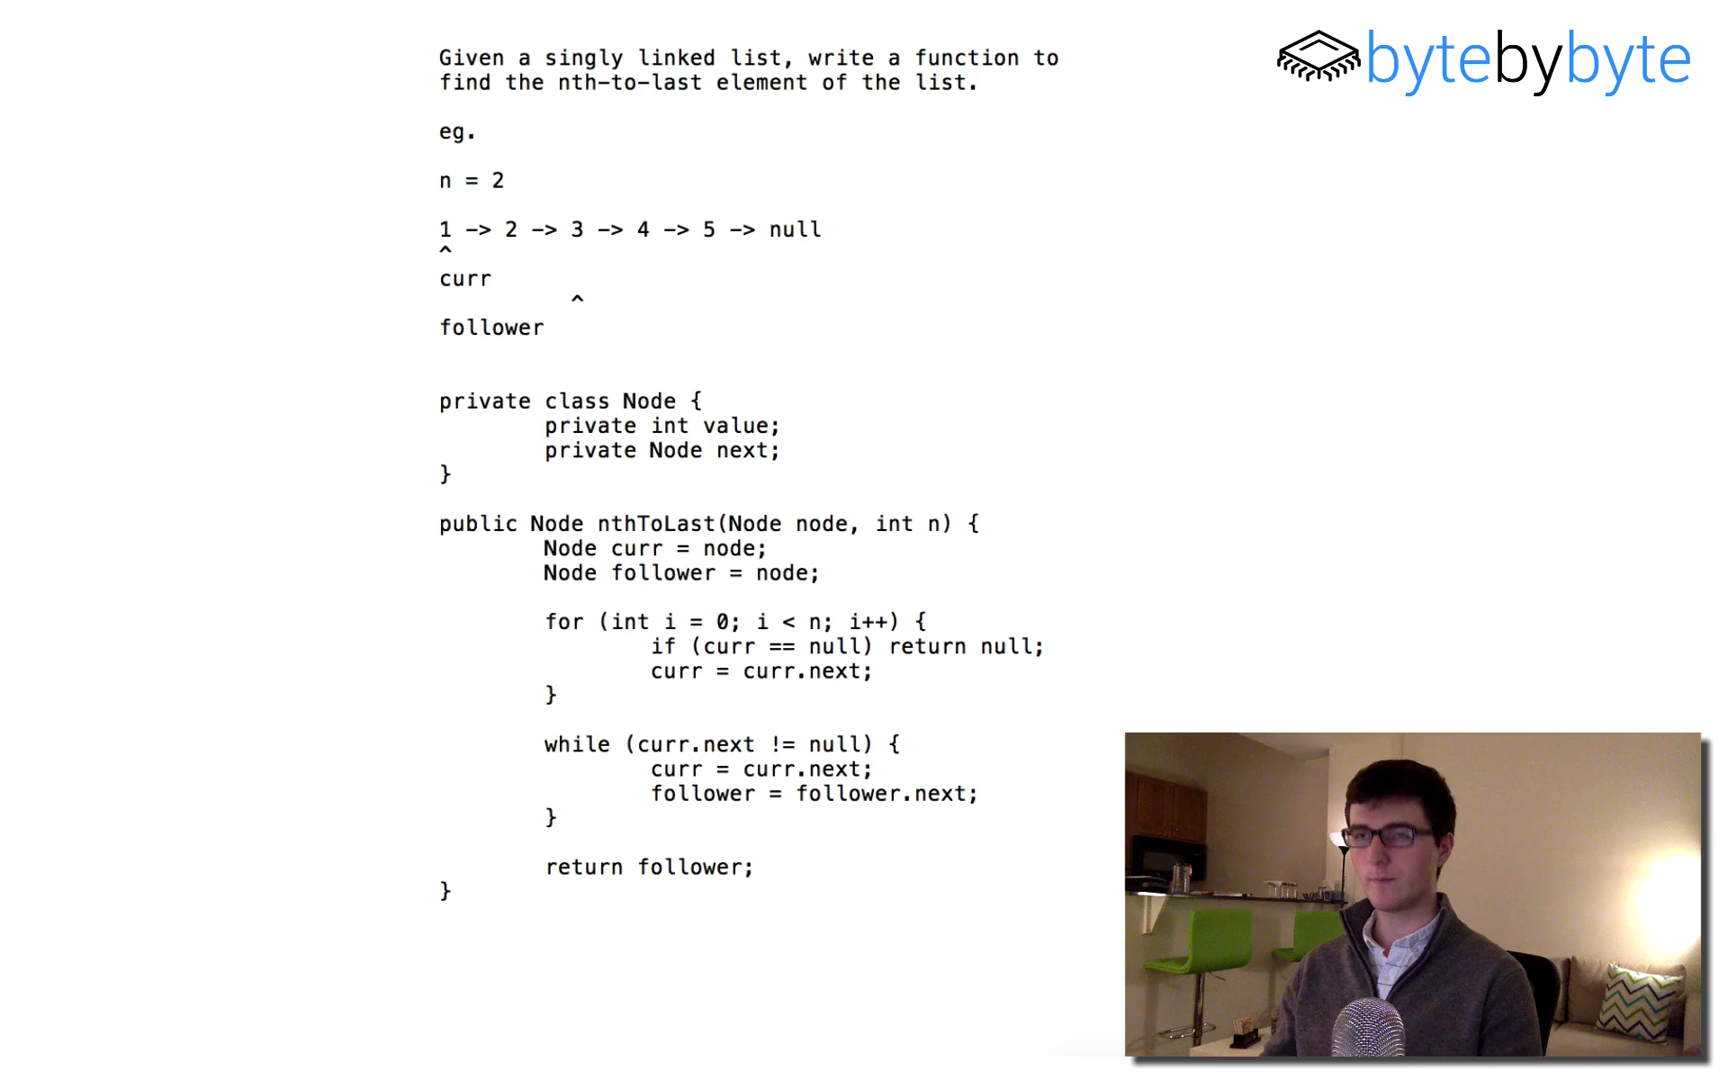 Given a singly linked list, write a function to
find the nth-to-last element of the list.
eg.
n = 2
1 -> 2 -> 3 -> 4 -> 5 -> null
^
curr
^
follower
private class Node {
private int value;
private Node next;
}
public Node nthToLast(Node node, int n) {
Node curr = node;
Node follower = node;
for (int i = 0; i < n; i++) {
if (curr == null) return null;
curr = curr.next;
}
while (curr.next != null) {
curr = curr.next;
follower = follower.next;
}
return follower;
}
bytebybyte